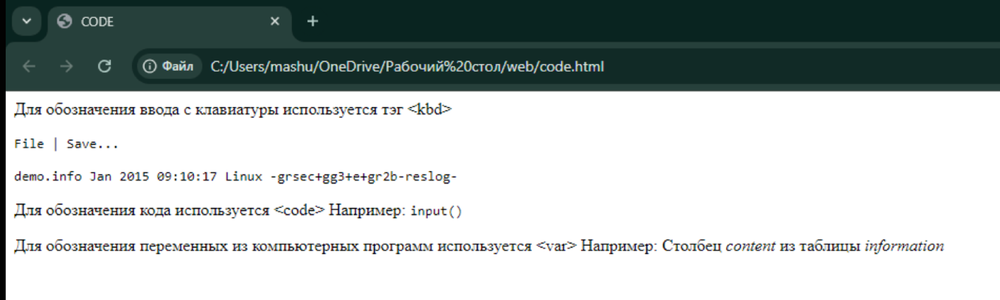 CODE
Файл C:/Users/mashu/OneDrive/Рабочий%20стол/web/code.html
Для обозначения ввода с клавиатуры используется тэг <kbd>
File | Save...
demo.info Jan 2015 09:10:17 Linux -grsec+gg3+e+gr2b-reslog-
Для обозначения кода используется <code> Например: input()
Для обозначения переменных из компьютерных программ используется <var> Например: Столбец content из таблицы information